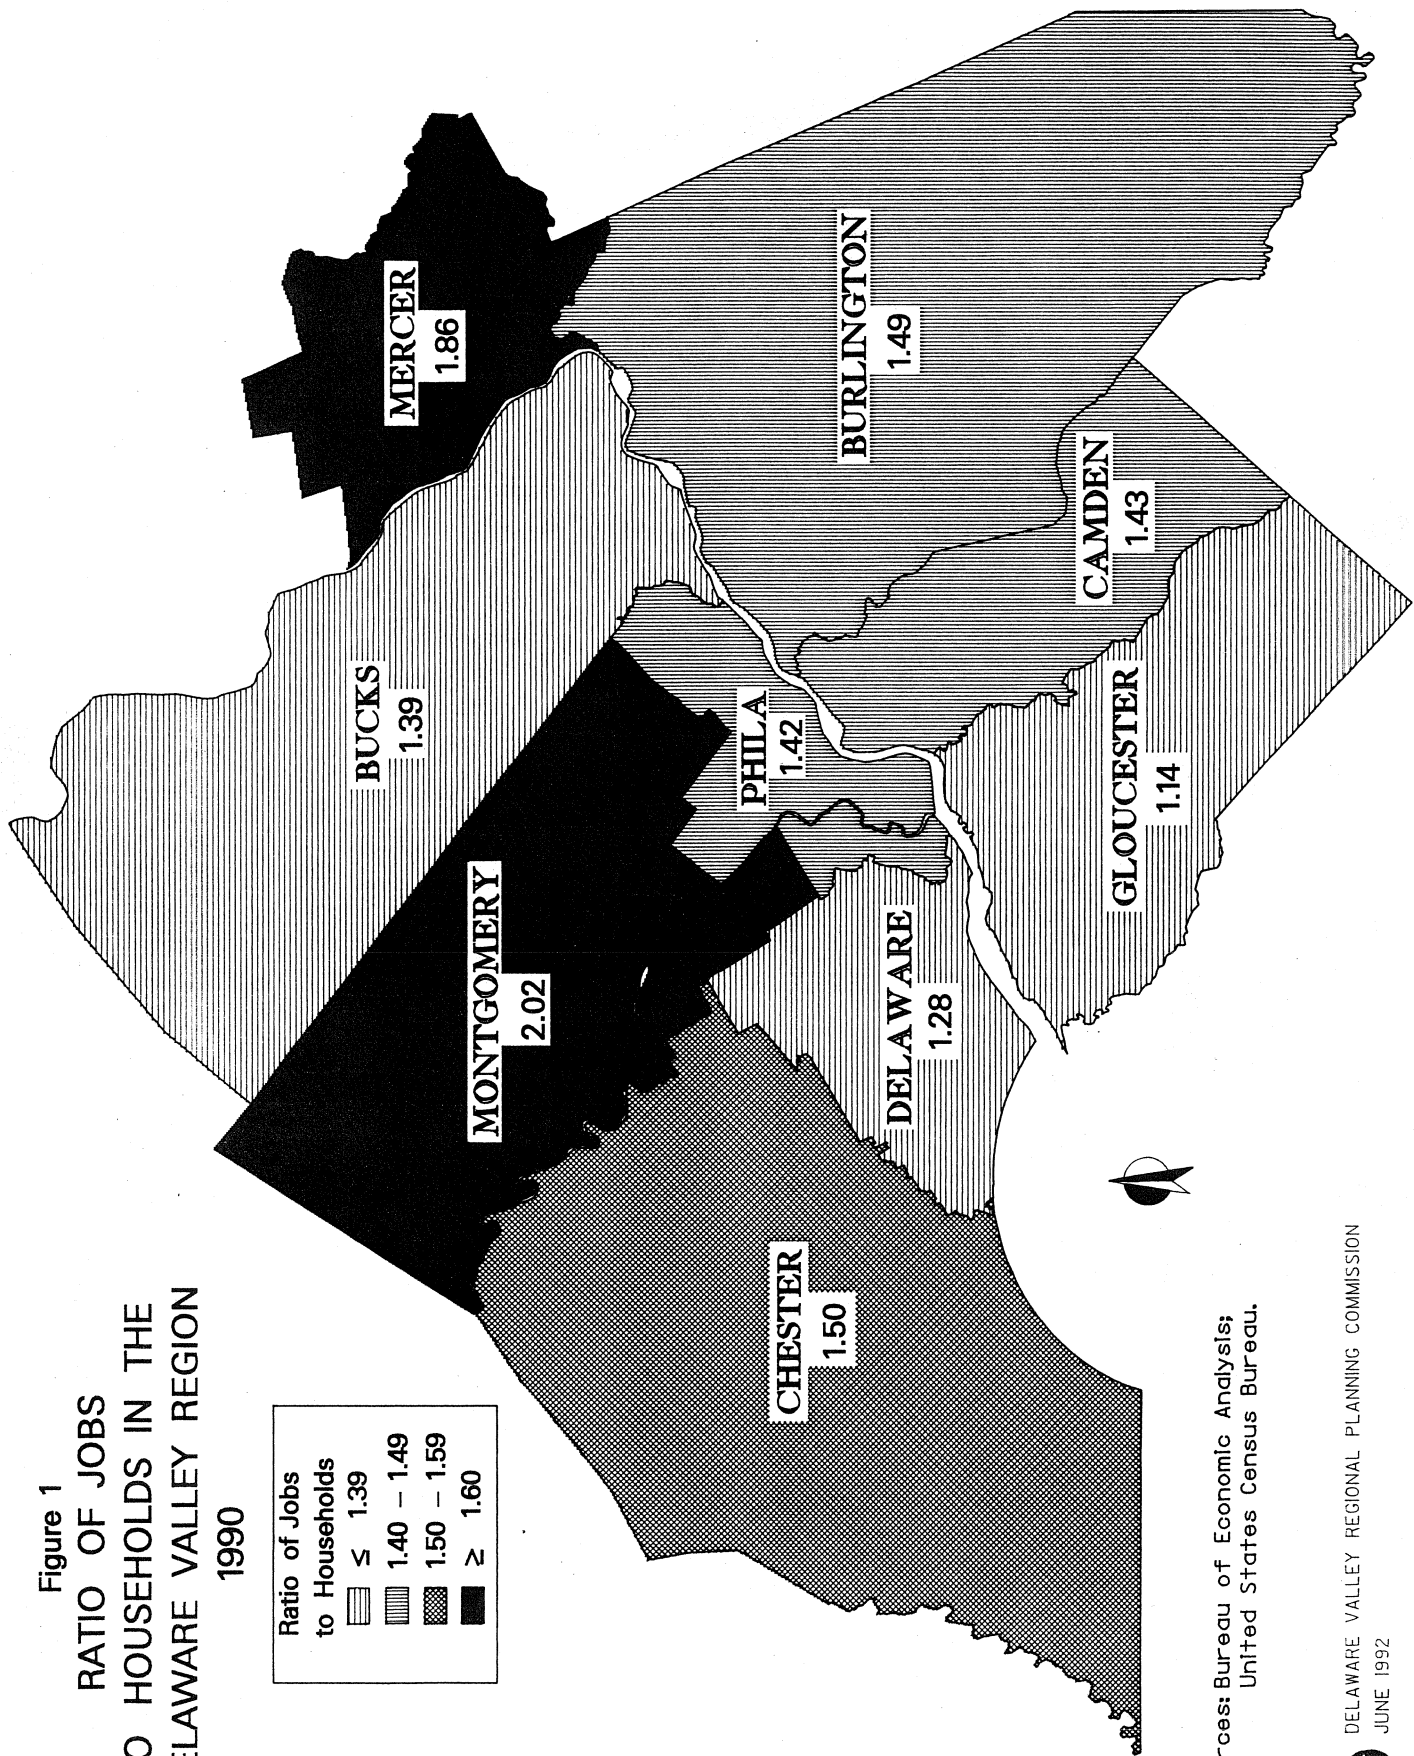 Figure 1
RATIO OF JOBS
O HOUSEHOLDS IN THE
ELAWARE VALLEY REGION
1990
Ratio of Jobs
to Households
≤ 1.39
1.40 – 1.49
1.50 – 1.59
≥ 1.60
MERCER
1.86
BUCKS
1.39
MONTGOMERY
2.02
BURLINGTON
1.49
PHILA
1.42
CAMDEN
1.43
GLOUCESTER
1.14
DELAWARE
1.28
CHESTER
1.50
rces: Bureau of Economic Analysis;
United States Census Bureau.
DELAWARE VALLEY REGIONAL PLANNING COMMISSION
JUNE 1992